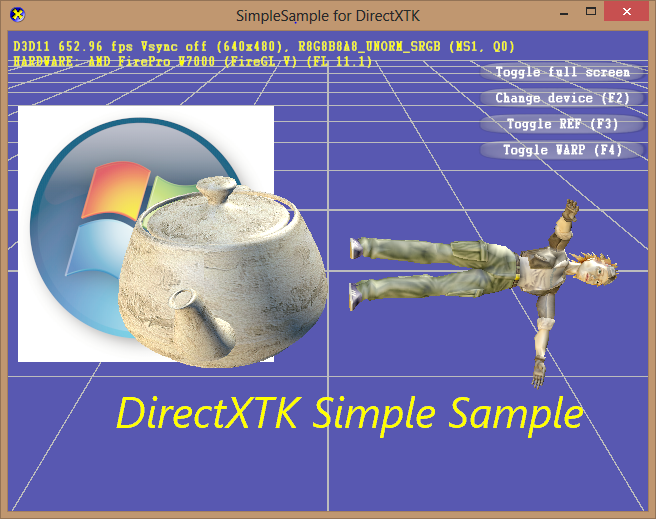 SimpleSample for DirectXTK
D3D11 652.96 fps Vsync off (640x480), R8G8B8A8_UNORM_SRGB (MS1, Q0)
HARDWARE: AMD FirePro W7000 (FireGL V) (FL 11.1)
Toggle full screen
Change device (F2)
Toggle REF (F3)
Toggle WARP (F4)
DirectXTK Simple Sample